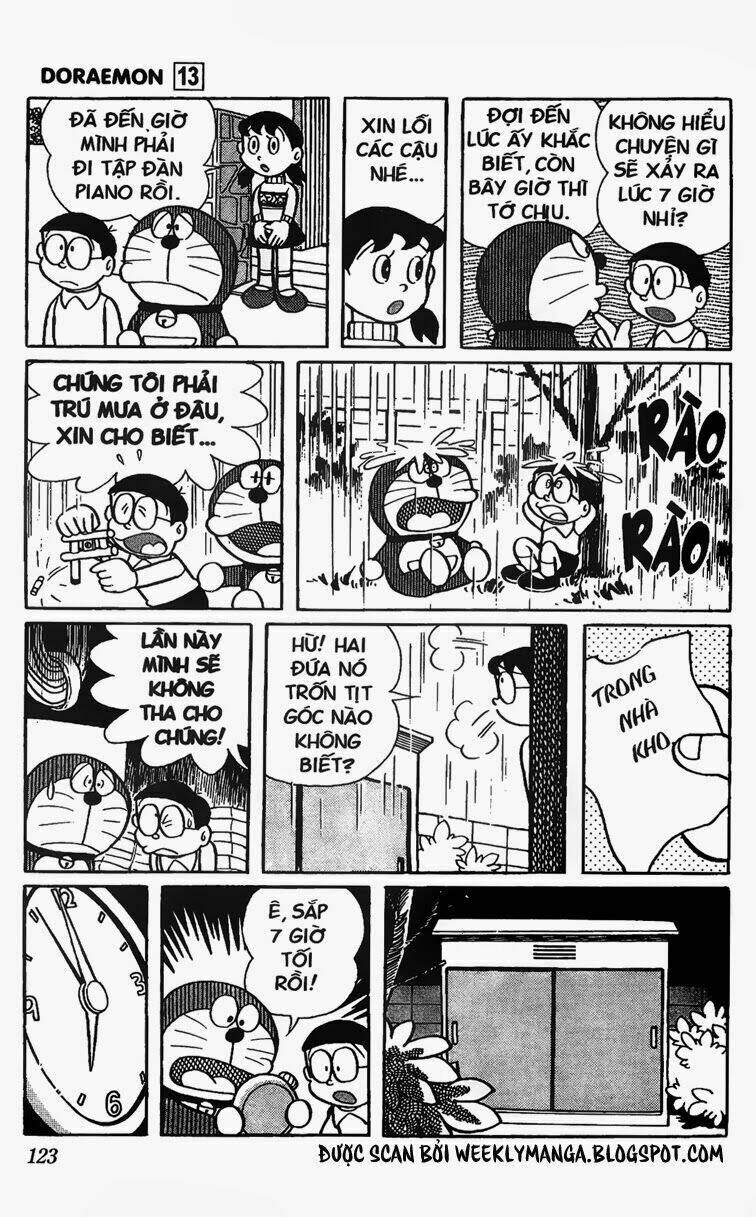 DORAEMON 13
ĐÃ ĐẾN GIỜ
MÌNH PHẢI
ĐI TẬP ĐÀN
PIANO RỒI.
XIN LỖI
CÁC CẬU
NHÉ...
ĐỢI ĐẾN
LÚC ẤY KHẮC
BIẾT, CÒN
BÂY GIỜ THÌ
TỚ CHỊU.
KHÔNG HIỂU
CHUYỆN GÌ
SẼ XẢY RA
LÚC 7 GIỜ
NHỈ?
CHÚNG TÔI PHẢI
TRÚ MƯA Ở ĐÂU,
XIN CHO BIẾT...
RÀO
RÀO
LẦN NÀY
MÌNH SẼ
KHÔNG
THA CHO
CHÚNG!
HỪ! HAI
ĐỨA NÓ
TRỐN TỊT
GÓC NÀO
KHÔNG
BIẾT?
TRONG
NHÀ
KHO
12
3
9
6
Ê, SẮP
7 GIỜ
TỐI
RỒI!
123
ĐƯỢC SCAN BỞI WEEKLYMANGA.BLOGSPOT.COM